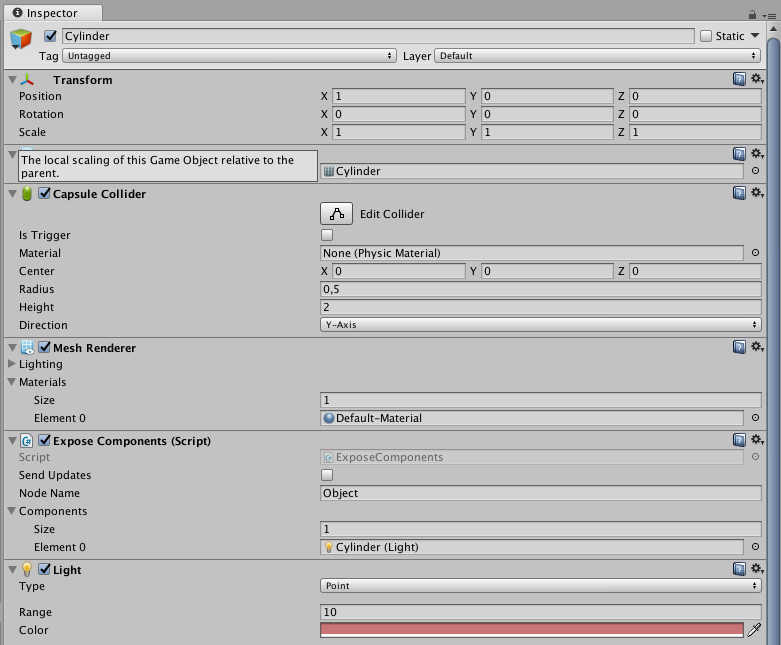 Inspector
Cylinder
Static
Tag Untagged Layer Default
Transform
Position X 1 Y 0 Z 0
Rotation X 0 Y 0 Z 0
Scale X 1 Y 1 Z 1
The local scaling of this Game Object relative to the
parent.
Cylinder
Capsule Collider
Edit Collider
Is Trigger
Material None (Physic Material)
Center X 0 Y 0 Z 0
Radius 0,5
Height 2
Direction Y-Axis
Mesh Renderer
Lighting
Materials
Size 1
Element 0 Default-Material
Expose Components (Script)
Script ExposeComponents
Send Updates
Node Name Object
Components
Size 1
Element 0 Cylinder (Light)
Light
Type Point
Range 10
Color